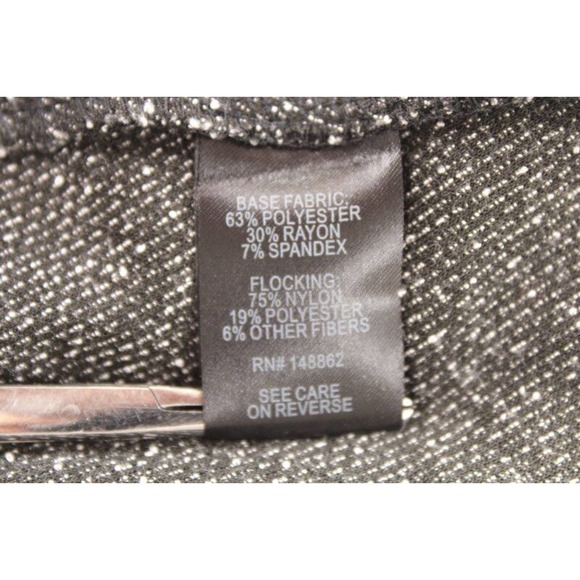 BASE FABRIC:
63% POLYESTER
30% RAYON
7% SPANDEX
FLOCKING:
75% NYLON
19% POLYESTER
6% OTHER FIBERS
RN# 148862
SEE CARE
ON REVERSE